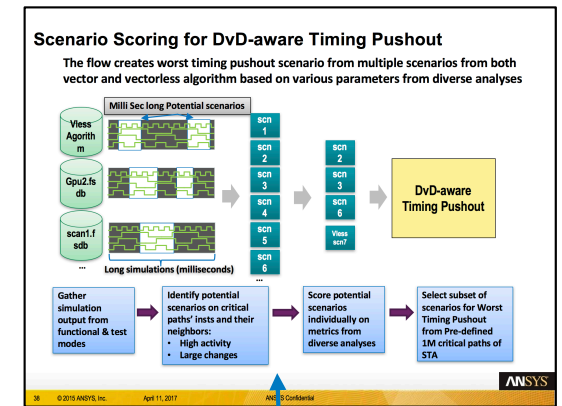 Scenario Scoring for DvD-aware Timing Pushout
The flow creates worst timing pushout scenario from multiple scenarios from both
vector and vectorless algorithm based on various parameters from diverse analyses
Milli Sec long Potential scenarios
Vless
Agorith
m
Gpu2.fs
db
scan1.f
sdb
...
Long simulations (milliseconds)
scn
1
scn
2
scn
3
scn
4
scn
5
scn
6
...
scn
2
scn
3
scn
6
Vless
scn7
DvD-aware
Timing Pushout
Gather
simulation
output from
functional & test
modes
Identify potential
scenarios on critical
paths' insts and their
neighbors:
• High activity
• Large changes
Score potential
scenarios
individually on
metrics from
diverse analyses
Select subset of
scenarios for Worst
Timing Pushout
from Pre-defined
1M critical paths of
STA
ANSYS
38 © 2015 ANSYS, Inc. April 11, 2017 ANSYS Confidential